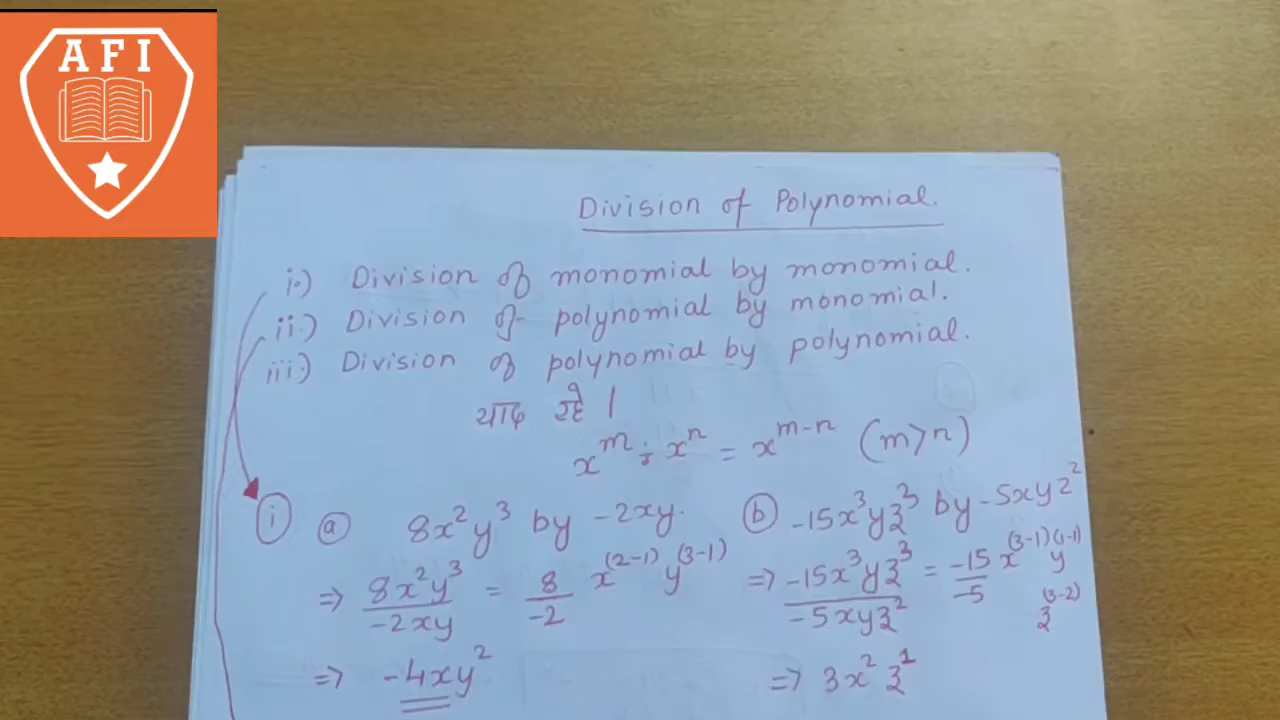 AFI
Division of Polynomial.
i.) Division of monomial by monomial.
ii.) Division of polynomial by monomial.
iii.) Division of polynomial by polynomial.
याद रहे |
x^m ÷ x^n = x^(m-n) (m>n)
(i) (a) 8x²y³ by -2xy.
⇒ 8x²y³/-2xy = 8/-2 x^(2-1) y^(3-1)
⇒ -4xy²
(b) -15x³yz³ by -5xyz²
⇒ -15x³yz³/-5xyz² = -15/-5 x^(3-1) y^(1-1) z^(3-2)
⇒ 3x²z¹